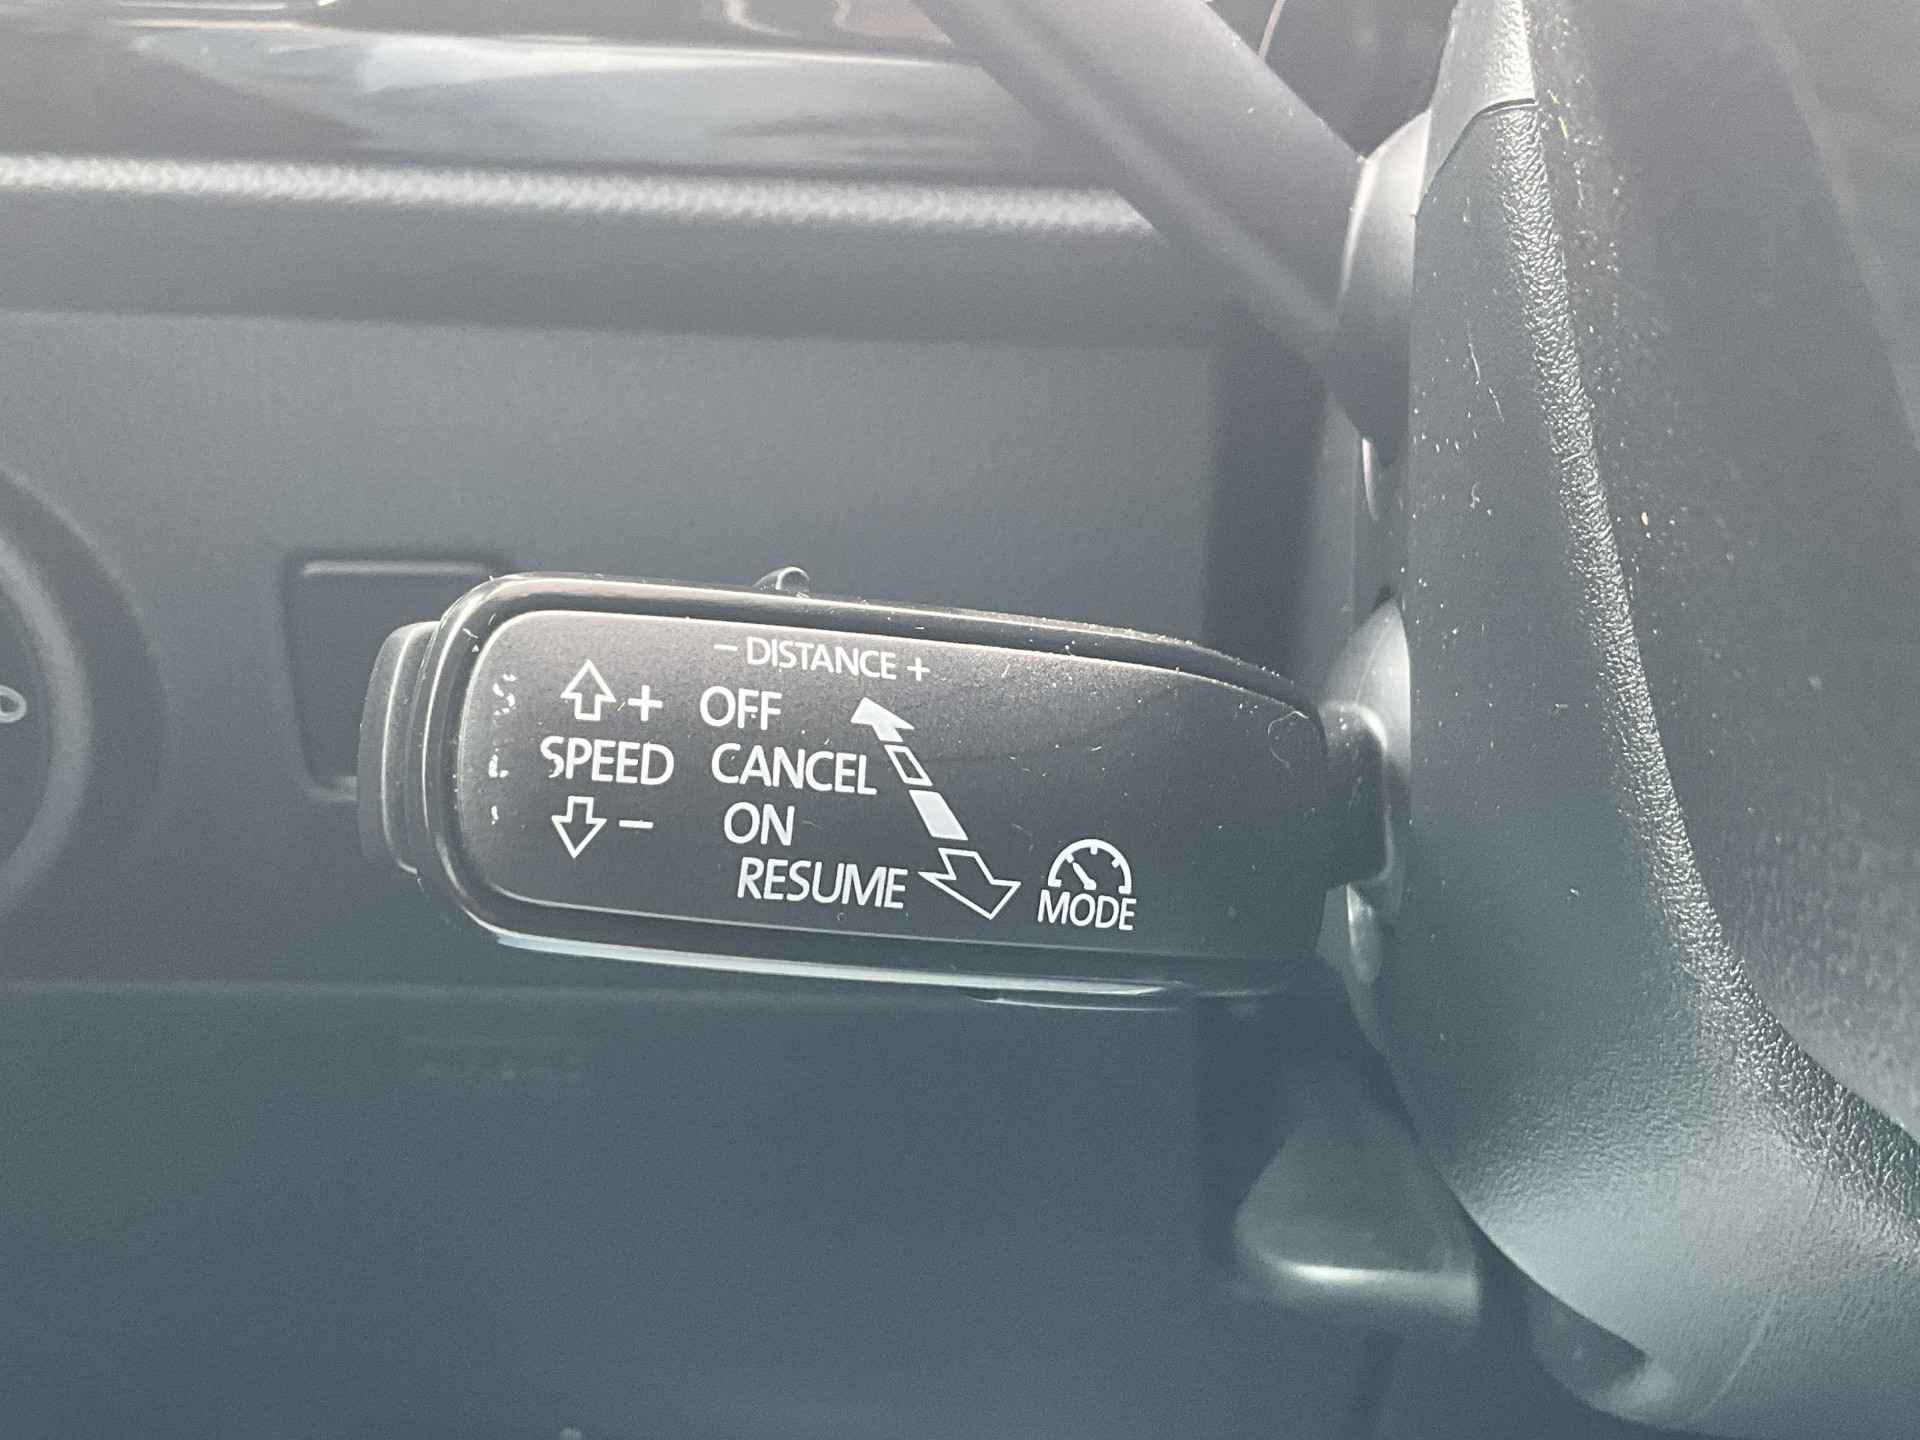 – DISTANCE +
+ OFF
SPEED CANCEL
– ON
RESUME
MODE